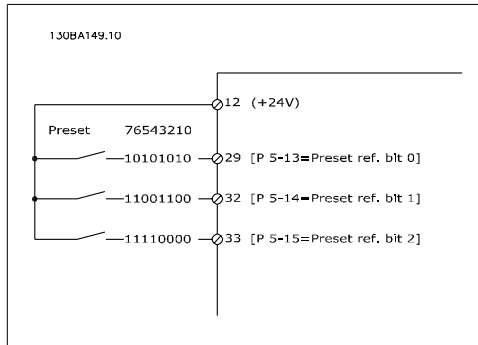 130BA149.10
12 (+24V)
Preset 76543210
10101010 29 [P 5-13=Preset ref. bit 0]
11001100 32 [P 5-14=Preset ref. bit 1]
11110000 33 [P 5-15=Preset ref. bit 2]